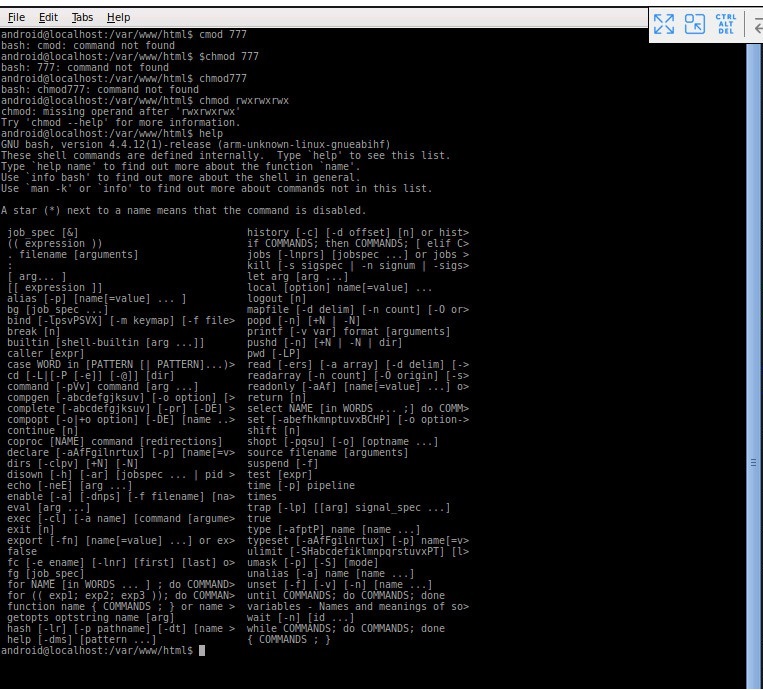 File Edit Tabs Help
CTRL
ALT
DEL
android@localhost:/var/www/html$ cmod 777
bash: cmod: command not found
android@localhost:/var/www/html$ $chmod 777
bash: 777: command not found
android@localhost:/var/www/html$ chmod777
bash: chmod777: command not found
android@localhost:/var/www/html$ chmod rwxrwxrwx
chmod: missing operand after 'rwxrwxrwx'
Try 'chmod --help' for more information.
android@localhost:/var/www/html$ help
GNU bash, version 4.4.12(1)-release (arm-unknown-linux-gnueabihf)
These shell commands are defined internally.  Type `help' to see this list.
Type `help name' to find out more about the function `name'.
Use `info bash' to find out more about the shell in general.
Use `man -k' or `info' to find out more about commands not in this list.
A star (*) next to a name means that the command is disabled.
job_spec [&] history [-c] [-d offset] [n] or hist>
(( expression )) if COMMANDS; then COMMANDS; [ elif C>
. filename [arguments] jobs [-lnprs] [jobspec ...] or jobs >
: kill [-s sigspec | -n signum | -sigs>
[ arg... ] let arg [arg ...]
[[ expression ]] local [option] name[=value] ...
alias [-p] [name[=value] ... ] logout [n]
bg [job_spec ...] mapfile [-d delim] [-n count] [-O or>
bind [-lpsvPSVX] [-m keymap] [-f file> popd [-n] [+N | -N]
break [n] printf [-v var] format [arguments]
builtin [shell-builtin [arg ...]] pushd [-n] [+N | -N | dir]
caller [expr] pwd [-LP]
case WORD in [PATTERN [| PATTERN]...)> read [-ers] [-a array] [-d delim] [->
cd [-L|[-P [-e]] [-@]] [dir] readarray [-n count] [-O origin] [-s>
command [-pVv] command [arg ...] readonly [-aAf] [name[=value] ...] o>
compgen [-abcdefgjksuv] [-o option] [> return [n]
complete [-abcdefgjksuv] [-pr] [-DE] > select NAME [in WORDS ... ;] do COMM>
compopt [-o|+o option] [-DE] [name ..> set [-abefhkmnptuvxBCHP] [-o option->
continue [n] shift [n]
coproc [NAME] command [redirections] shopt [-pqsu] [-o] [optname ...]
declare [-aAfFgilnrtux] [-p] [name[=v> source filename [arguments]
dirs [-clpv] [+N] [-N] suspend [-f]
disown [-h] [-ar] [jobspec ... | pid > test [expr]
echo [-neE] [arg ...] time [-p] pipeline
enable [-a] [-dnps] [-f filename] [na> times
eval [arg ...] trap [-lp] [[arg] signal_spec ...]
exec [-cl] [-a name] [command [argume> true
exit [n] type [-afptP] name [name ...]
export [-fn] [name[=value] ...] or ex> typeset [-aAfFgilnrtux] [-p] name[=v>
false ulimit [-SHabcdefiklmnpqrstuvxPT] [l>
fc [-e ename] [-lnr] [first] [last] o> umask [-p] [-S] [mode]
fg [job_spec] unalias [-a] name [name ...]
for NAME [in WORDS ... ] ; do COMMAND> unset [-f] [-v] [-n] [name ...]
for (( exp1; exp2; exp3 )); do COMMAN> until COMMANDS; do COMMANDS; done
function name { COMMANDS ; } or name > variables - Names and meanings of so>
getopts optstring name [arg] wait [-n] [id ...]
hash [-lr] [-p pathname] [-dt] [name > while COMMANDS; do COMMANDS; done
help [-dms] [pattern ...] { COMMANDS ; }
android@localhost:/var/www/html$